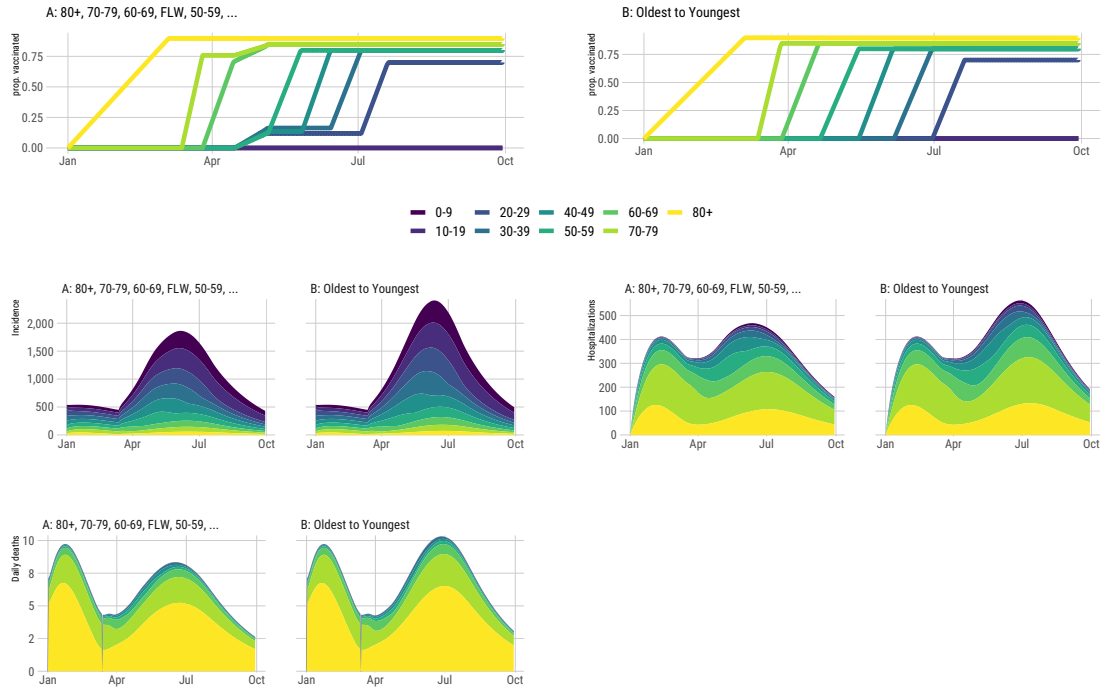 A: 80+, 70-79, 60-69, FLW, 50-59, ...
B: Oldest to Youngest
prop. vaccinated
0.75
0.50
0.25
0.00
Jan
Apr
Jul
Oct
prop. vaccinated
0.75
0.50
0.25
0.00
Jan
Apr
Jul
Oct
0-9
20-29
40-49
60-69
80+
10-19
30-39
50-59
70-79
A: 80+, 70-79, 60-69, FLW, 50-59, ...
B: Oldest to Youngest
Incidence
2,000
1,500
1,000
500
0
Jan
Apr
Jul
Oct
Jan
Apr
Jul
Oct
A: 80+, 70-79, 60-69, FLW, 50-59, ...
B: Oldest to Youngest
Hospitalizations
500
400
300
200
100
0
Jan
Apr
Jul
Oct
Jan
Apr
Jul
Oct
A: 80+, 70-79, 60-69, FLW, 50-59, ...
B: Oldest to Youngest
Daily deaths
10
8
5
2
0
Jan
Apr
Jul
Oct
Jan
Apr
Jul
Oct